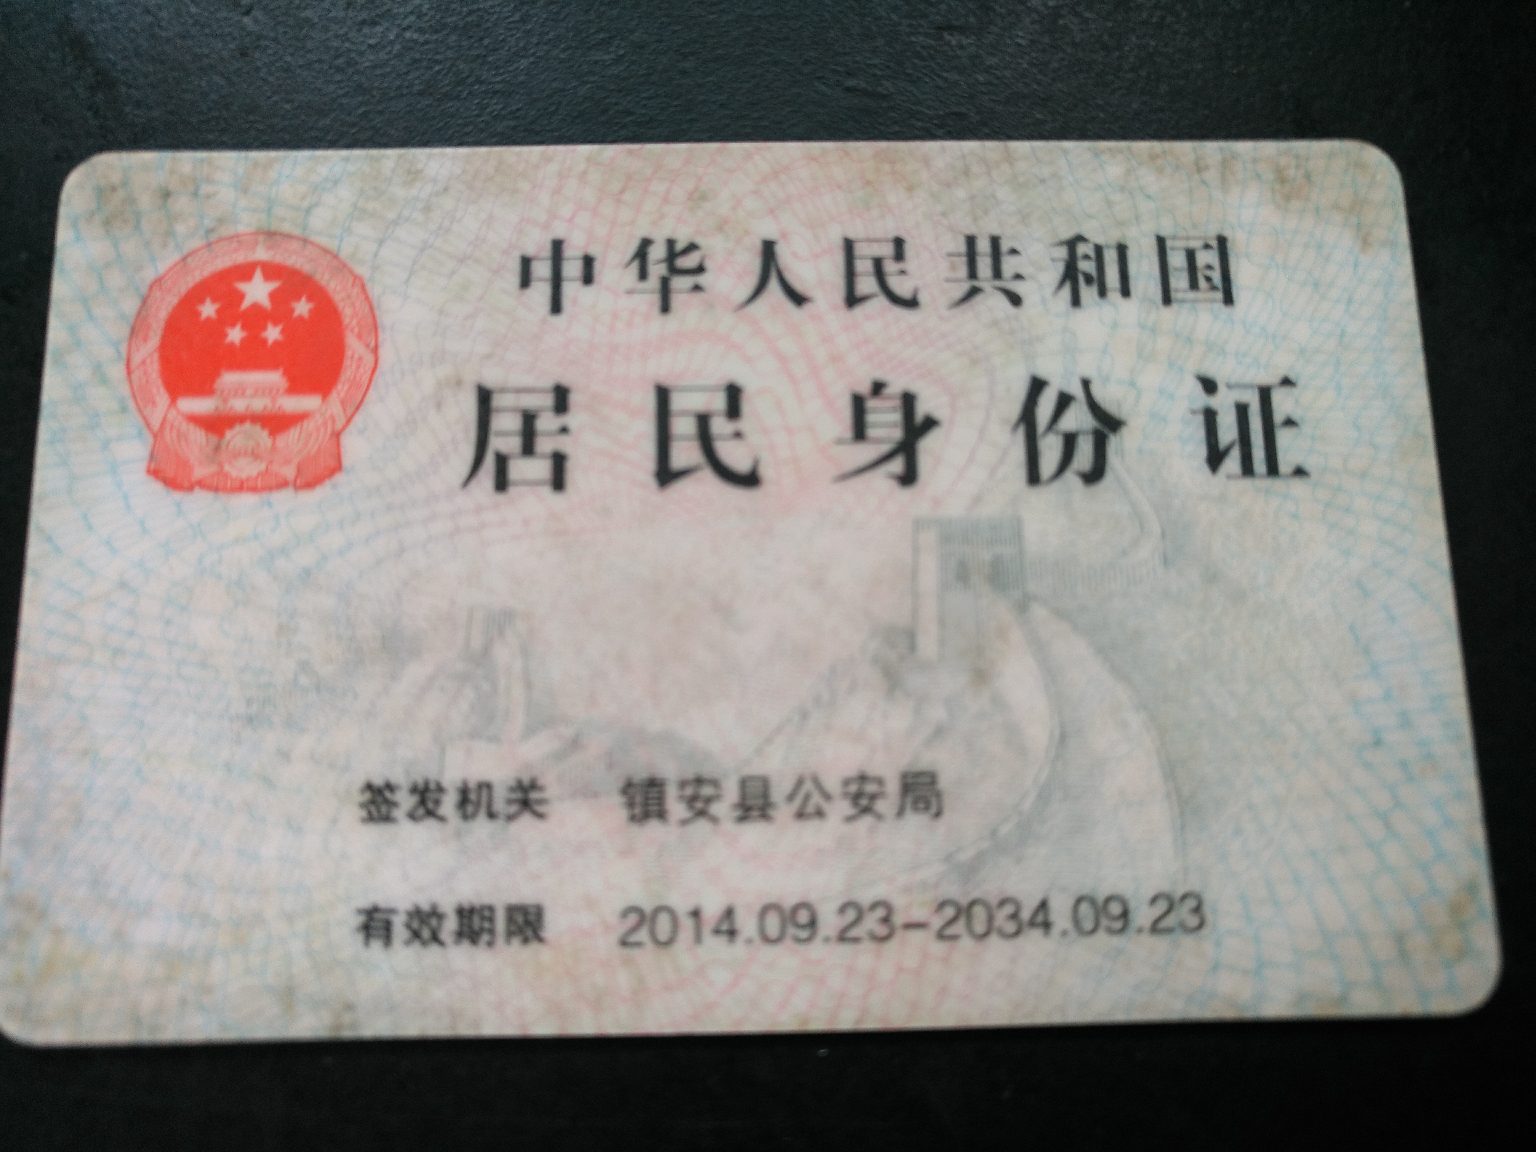 中华人民共和国
居民身份证
签发机关 镇安县公安局
有效期限 2014.09.23-2034.09.23